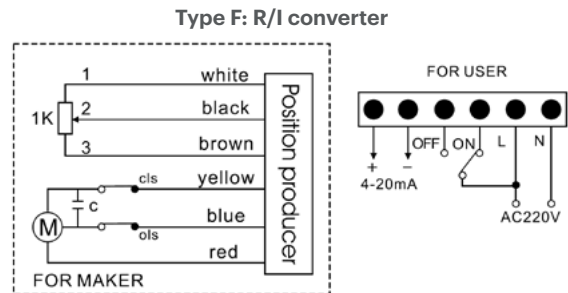 Type F: R/I converter
1 white
1K 2 black
3 brown
cls yellow
c
M
ols blue
red
Position producer
FOR MAKER
FOR USER
OFF ON L N
+ −
4-20mA
AC220V